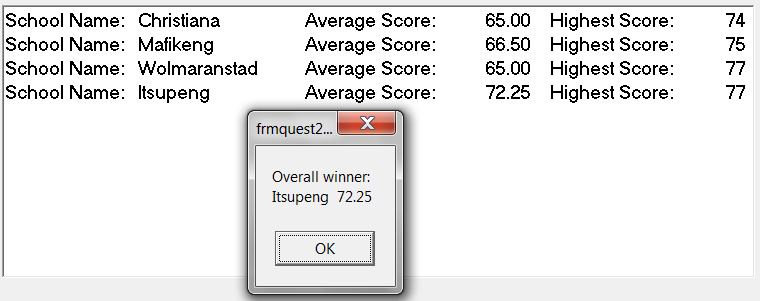 School Name: Christiana Average Score: 65.00 Highest Score: 74
School Name: Mafikeng Average Score: 66.50 Highest Score: 75
School Name: Wolmaranstad Average Score: 65.00 Highest Score: 77
School Name: Itsupeng Average Score: 72.25 Highest Score: 77
frmquest2...
Overall winner:
Itsupeng 72.25
OK